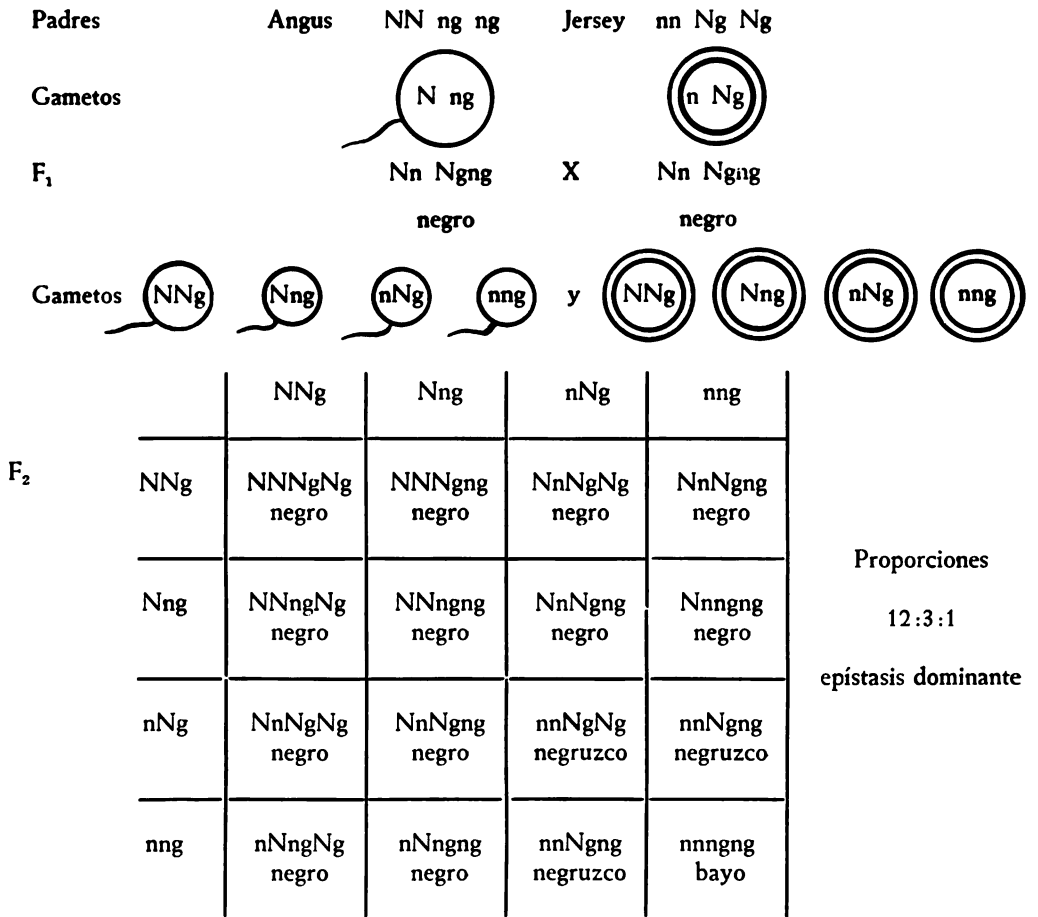 Padres Angus NN ng ng Jersey nn Ng Ng
Gametos N ng n Ng
F₁ Nn Ngng X Nn Ngng
negro negro
Gametos NNg Nng nNg nng y NNg Nng nNg nng
NNg Nng nNg nng
F₂ NNg NNNgNg NNNgng NnNgNg NnNgng
negro negro negro negro
Proporciones
Nng NNngNg NNngng NnNgng Nnngng
negro negro negro negro
12:3:1
epístasis dominante
nNg NnNgNg NnNgng nnNgNg nnNgng
negro negro negruzco negruzco
nng nNngNg nNngng nnNgng nnngng
negro negro negruzco bayo